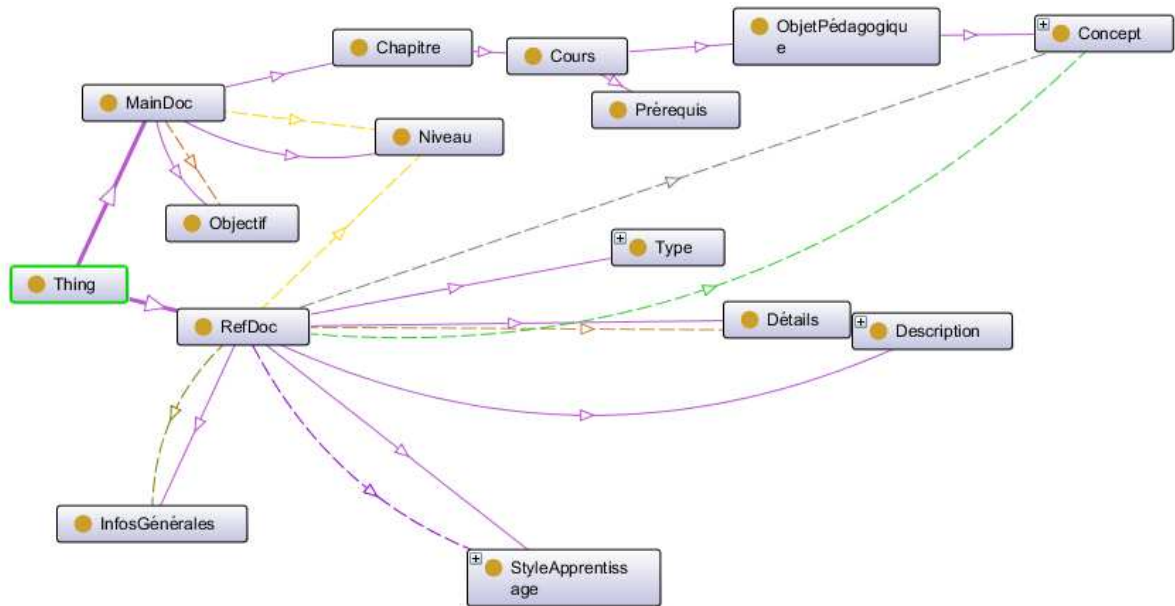 ObjetPédagogiqu
e
Concept
Chapitre
Cours
MainDoc
Prérequis
Niveau
Objectif
Type
Thing
RefDoc
Détails
Description
InfosGénérales
StyleApprentiss
age